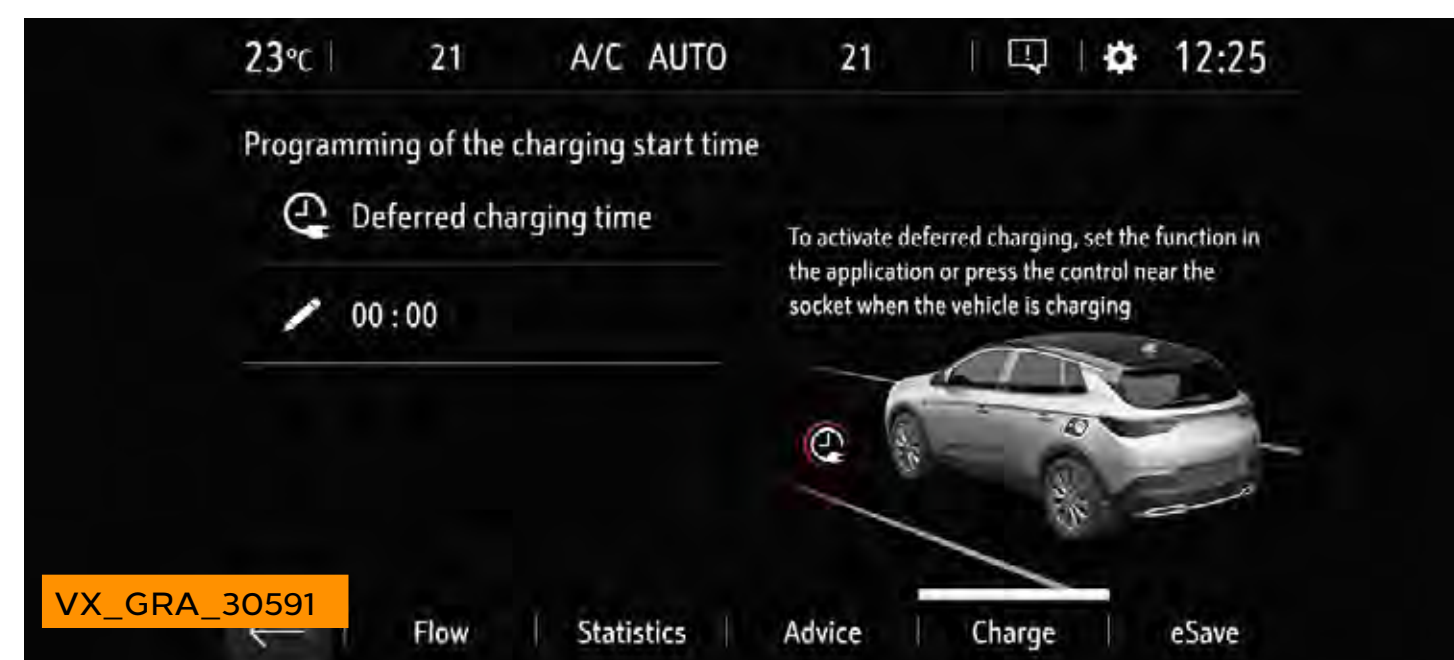 23°C 21 A/C AUTO 21 12:25
Programming of the charging start time
Deferred charging time
00 : 00
To activate deferred charging, set the function in
the application or press the control near the
socket when the vehicle is charging
VX_GRA_30591
Flow Statistics Advice Charge eSave